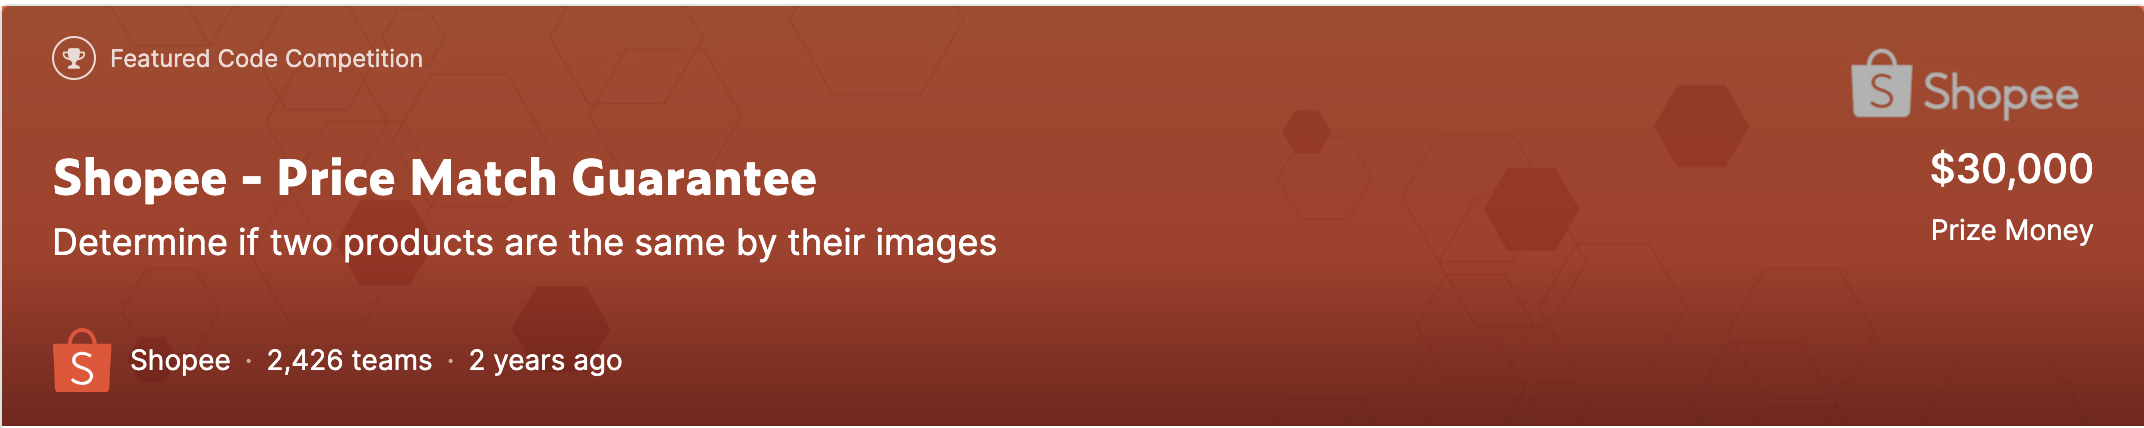 Featured Code Competition
S Shopee
Shopee - Price Match Guarantee
$30,000
Determine if two products are the same by their images
Prize Money
S Shopee · 2,426 teams · 2 years ago